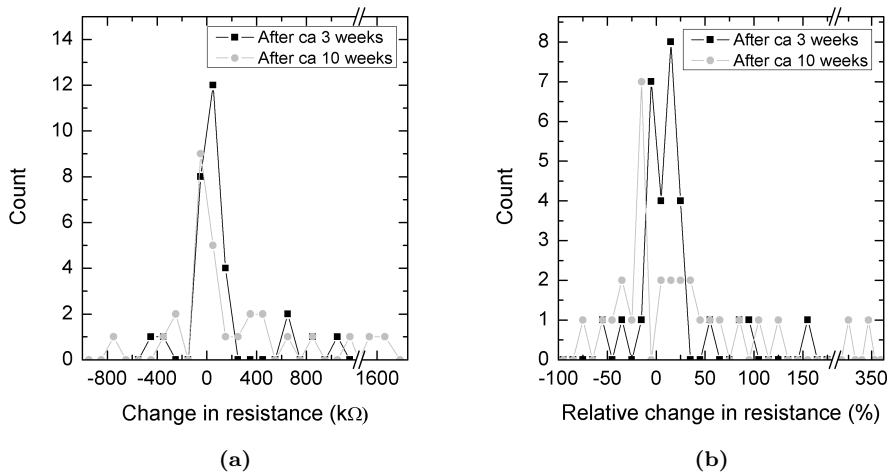 After ca 3 weeks
After ca 10 weeks
14
12
10
8
6
4
2
0
Count
-800 -400 0 400 800 1600
Change in resistance (kΩ)
(a)
After ca 3 weeks
After ca 10 weeks
8
7
6
5
4
3
2
1
0
Count
-100 -50 0 50 100 150 350
Relative change in resistance (%)
(b)